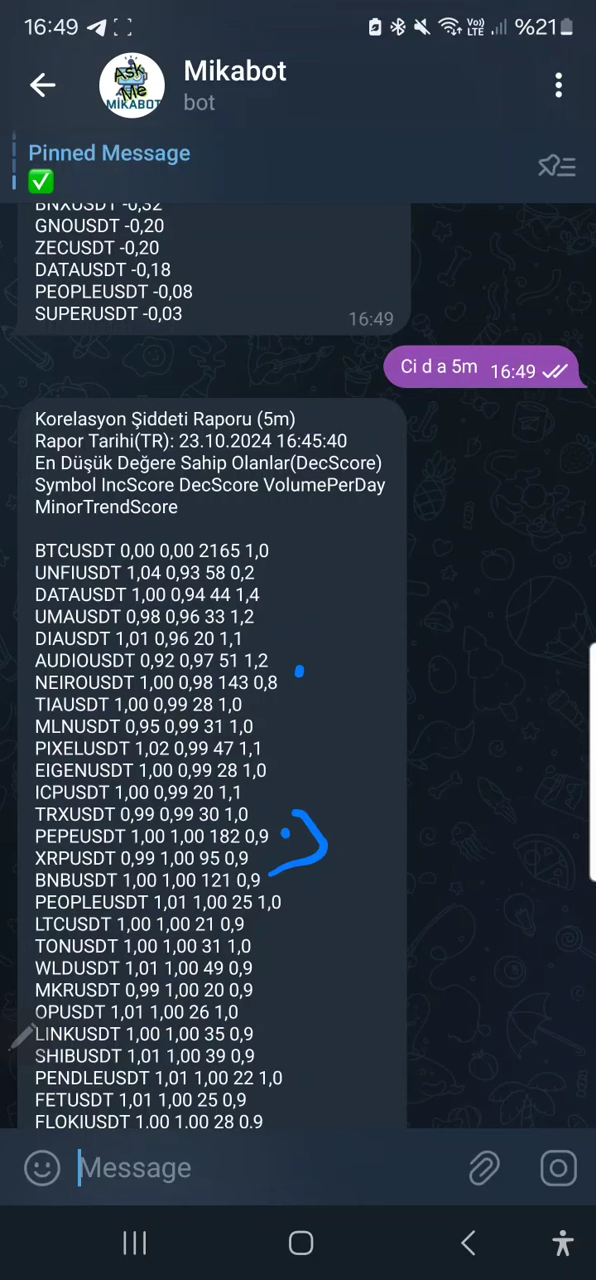 16:49
Vo))
LTE
%21
Ask
Me
MİKABOT
Mikabot
bot
Pinned Message
BNXUSDT -0,32
GNOUSDT -0,20
ZECUSDT -0,20
DATAUSDT -0,18
PEOPLEUSDT -0,08
SUPERUSDT -0,03
16:49
Ci d a 5m 16:49
Korelasyon Şiddeti Raporu (5m)
Rapor Tarihi(TR): 23.10.2024 16:45:40
En Düşük Değere Sahip Olanlar(DecScore)
Symbol IncScore DecScore VolumePerDay
MinorTrendScore
BTCUSDT 0,00 0,00 2165 1,0
UNFIUSDT 1,04 0,93 58 0,2
DATAUSDT 1,00 0,94 44 1,4
UMAUSDT 0,98 0,96 33 1,2
DIAUSDT 1,01 0,96 20 1,1
AUDIOUSDT 0,92 0,97 51 1,2
NEIROUSDT 1,00 0,98 143 0,8
TIAUSDT 1,00 0,99 28 1,0
MLNUSDT 0,95 0,99 31 1,0
PIXELUSDT 1,02 0,99 47 1,1
EIGENUSDT 1,00 0,99 28 1,0
ICPUSDT 1,00 0,99 20 1,1
TRXUSDT 0,99 0,99 30 1,0
PEPEUSDT 1,00 1,00 182 0,9
XRPUSDT 0,99 1,00 95 0,9
BNBUSDT 1,00 1,00 121 0,9
PEOPLEUSDT 1,01 1,00 25 1,0
LTCUSDT 1,00 1,00 21 0,9
TONUSDT 1,00 1,00 31 1,0
WLDUSDT 1,01 1,00 49 0,9
MKRUSDT 0,99 1,00 20 0,9
OPUSDT 1,01 1,00 26 1,0
LINKUSDT 1,00 1,00 35 0,9
SHIBUSDT 1,01 1,00 39 0,9
PENDLEUSDT 1,01 1,00 22 1,0
FETUSDT 1,01 1,00 25 0,9
FLOKIUSDT 1,00 1,00 28 0,9
Message